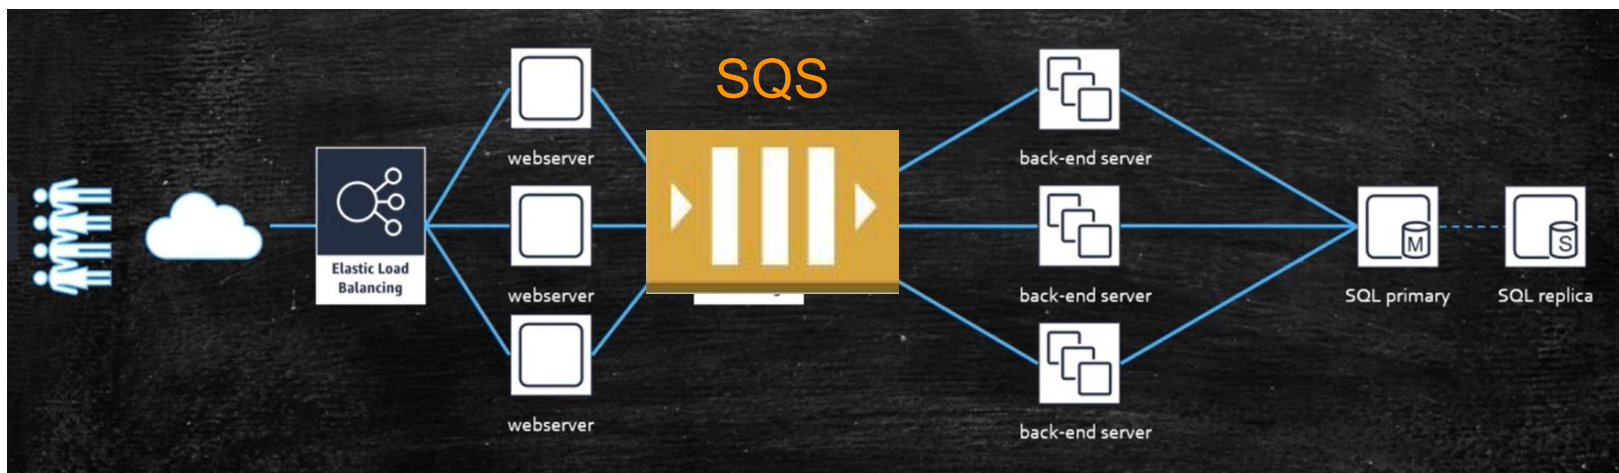 SQS
webserver
back-end server
M
S
Elastic Load
Balancing
webserver
back-end server
SQL primary
SQL replica
webserver
back-end server